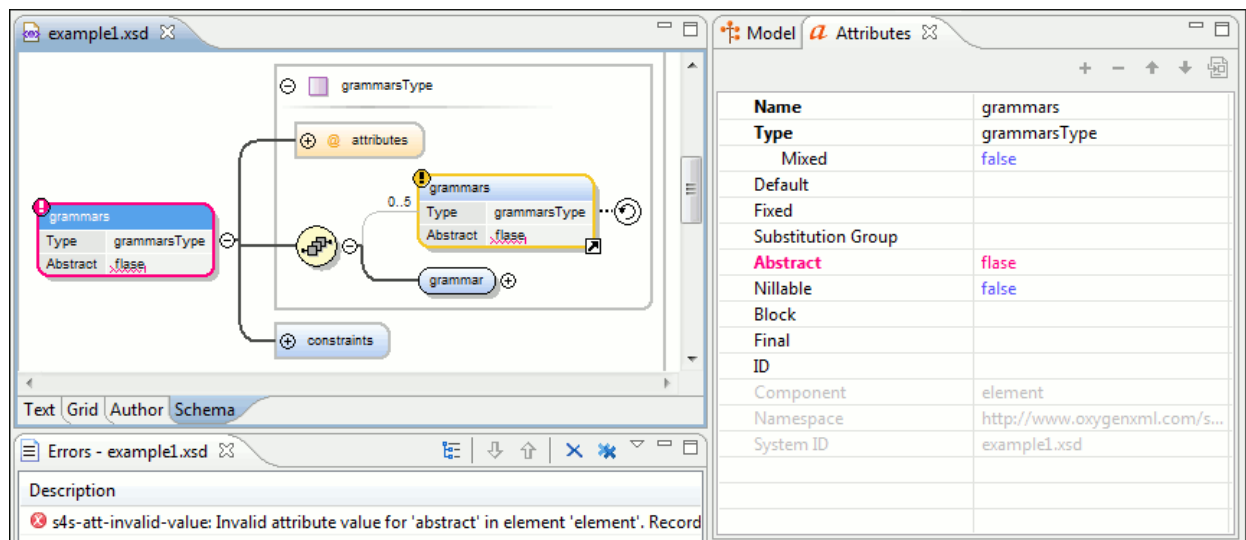 example1.xsd
grammarsType
@ attributes
grammars
0..5
Type grammarsType
Abstract flase
grammars
Type grammarsType
Abstract flase
grammar
constraints
Text Grid Author Schema
Errors - example1.xsd
Description
s4s-att-invalid-value: Invalid attribute value for 'abstract' in element 'element'. Record
Model a Attributes
Name grammars
Type grammarsType
Mixed false
Default
Fixed
Substitution Group
Abstract flase
Nillable false
Block
Final
ID
Component element
Namespace http://www.oxygenxml.com/s...
System ID example1.xsd